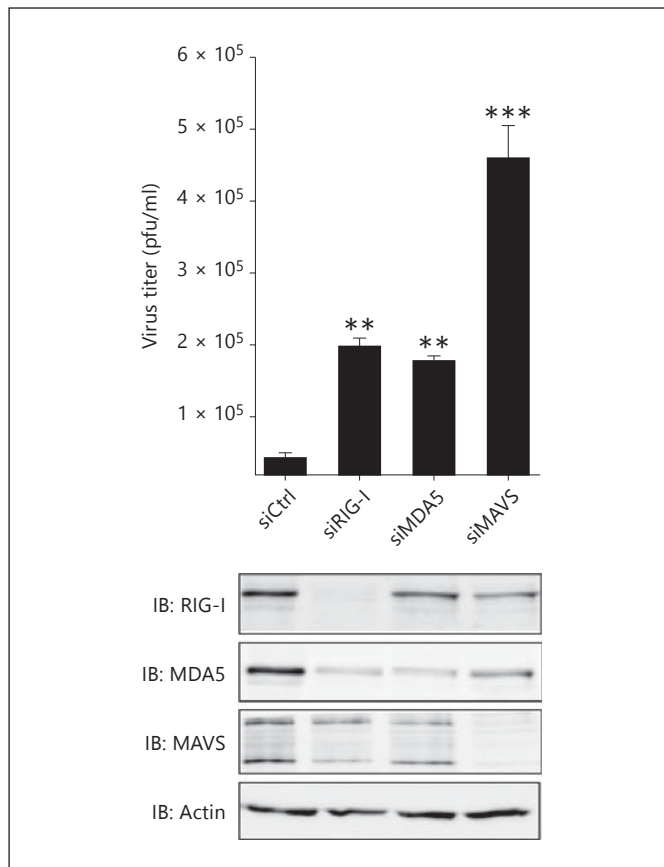 6 × 10⁵
5 × 10⁵
4 × 10⁵
3 × 10⁵
2 × 10⁵
1 × 10⁵
Virus titer (pfu/ml)
**
**
***
siCtrl
siRIG-I
siMDA5
siMAVS
IB: RIG-I
IB: MDA5
IB: MAVS
IB: Actin